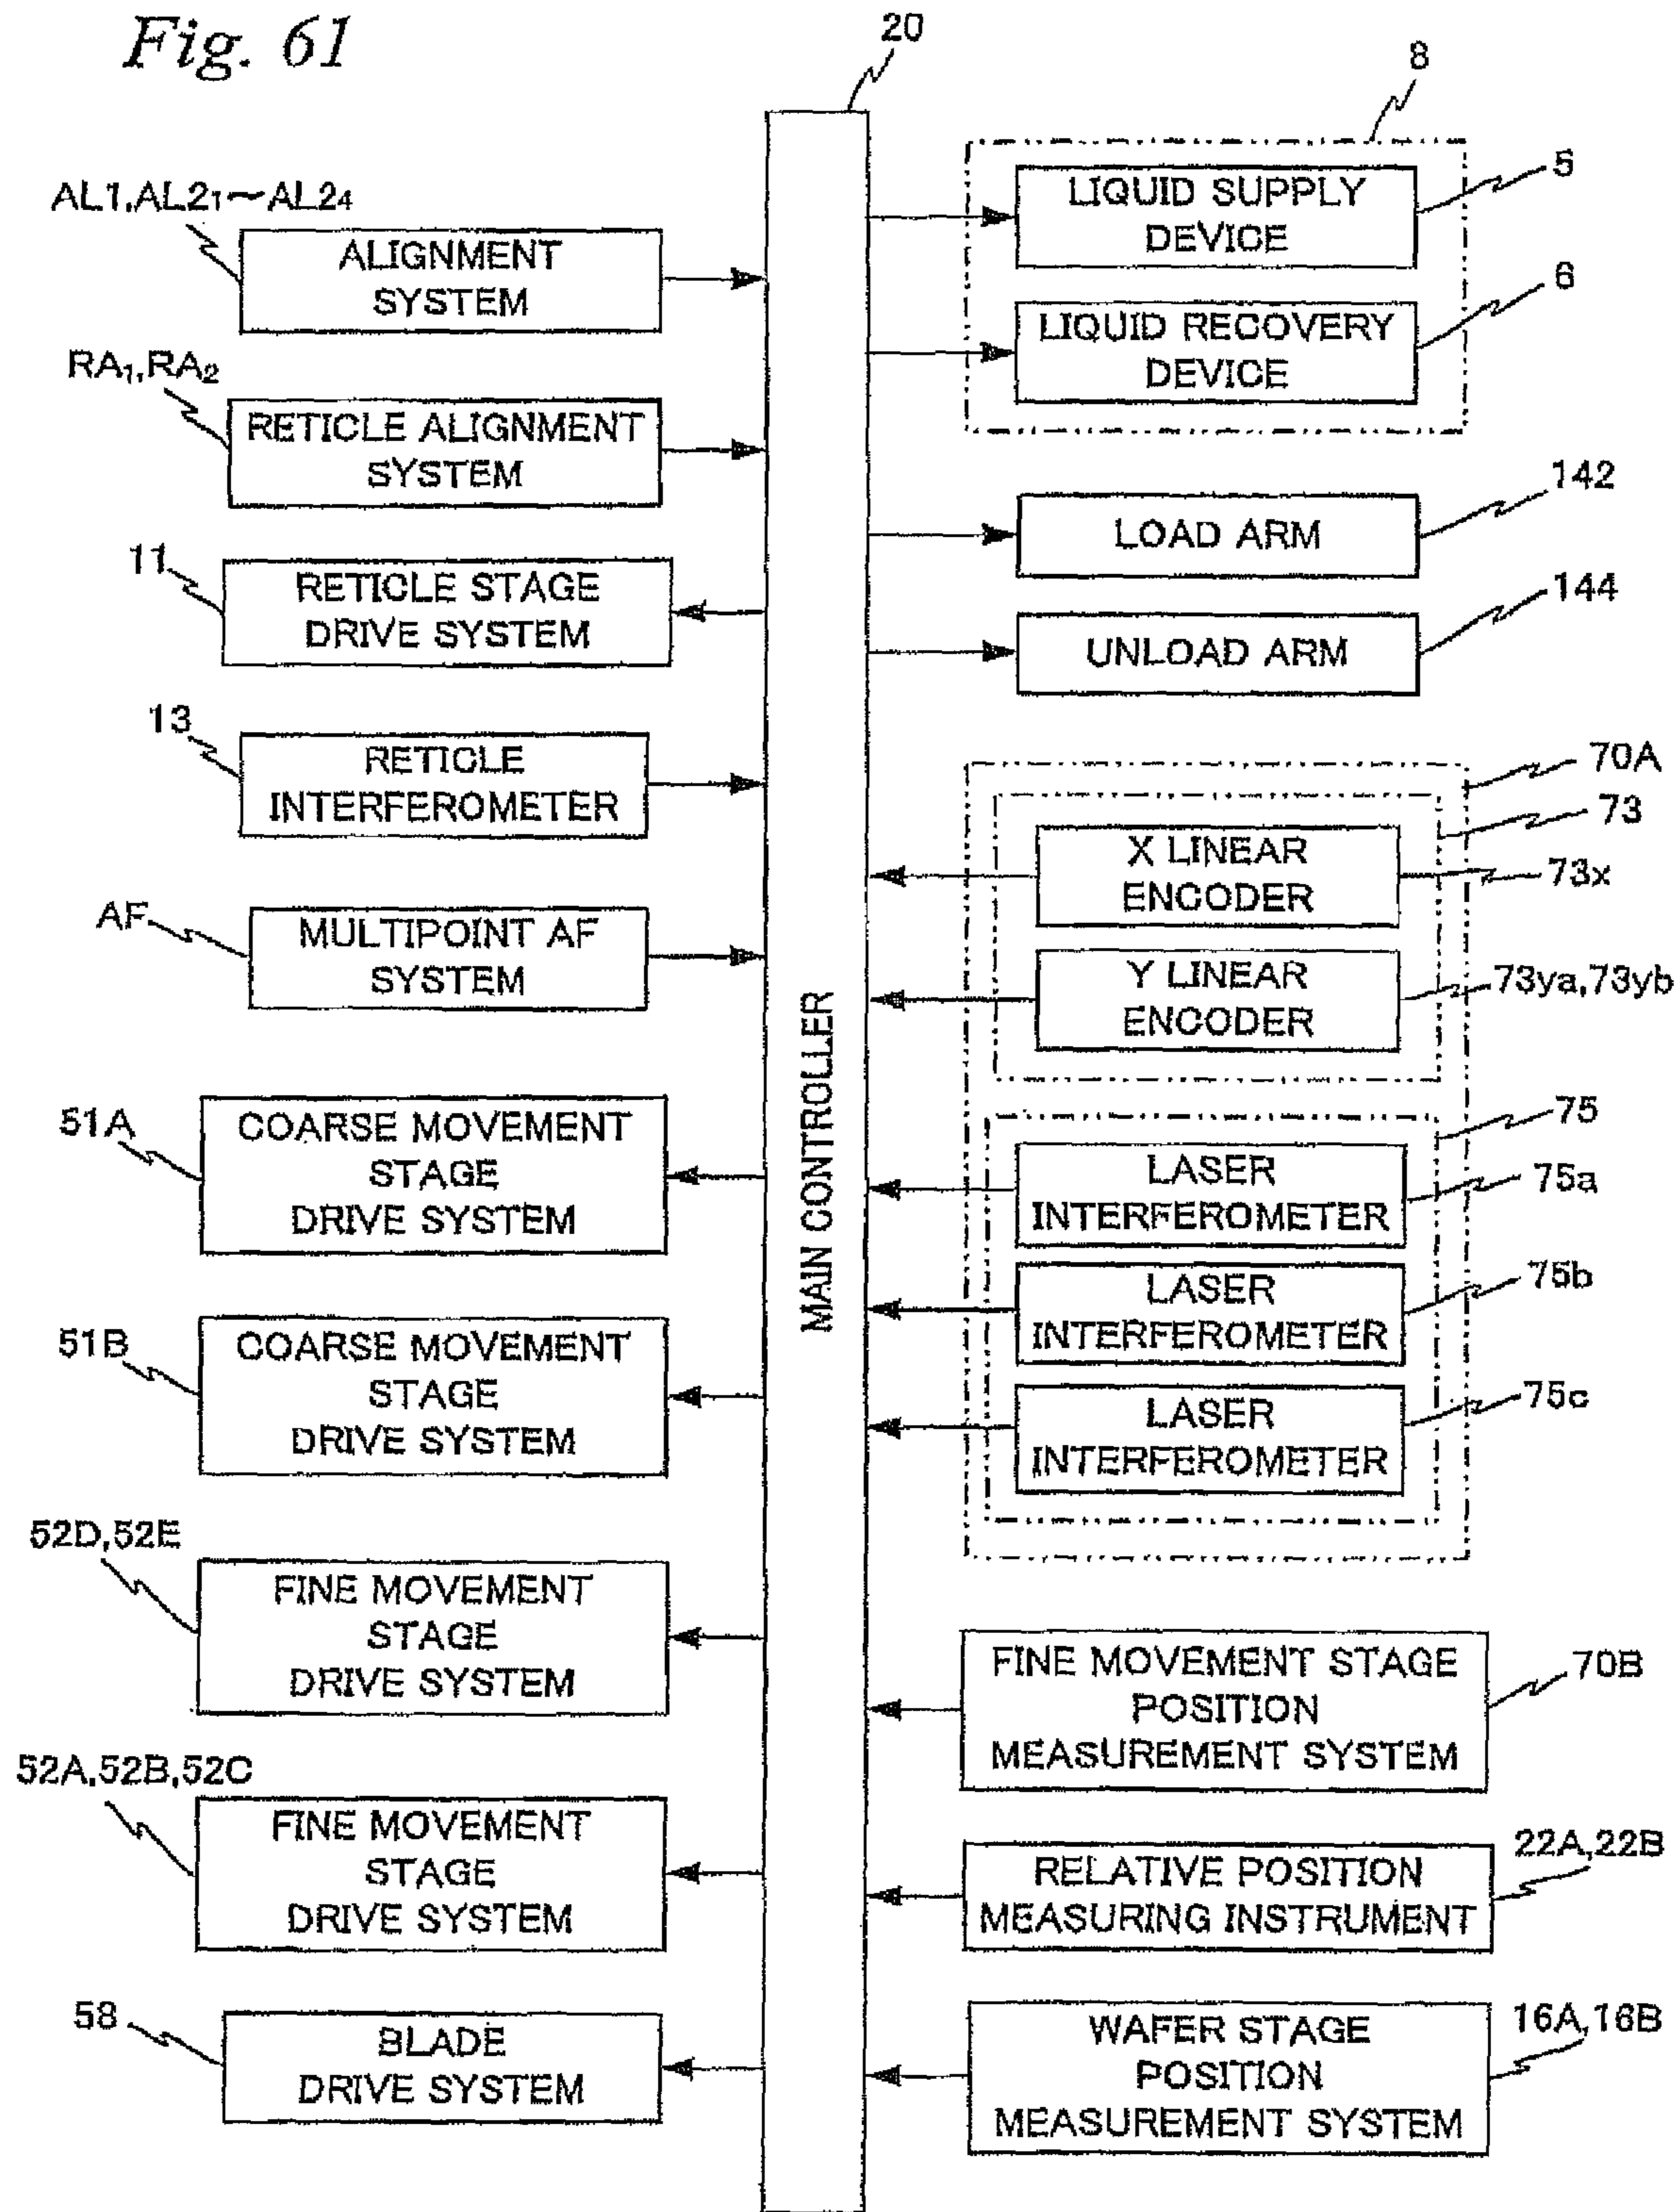 Fig. 61
20
8
AL1,AL2₁~AL2₄
ALIGNMENT
SYSTEM
RA₁,RA₂
RETICLE ALIGNMENT
SYSTEM
11
RETICLE STAGE
DRIVE SYSTEM
13
RETICLE
INTERFEROMETER
AF
MULTIPOINT AF
SYSTEM
51A
COARSE MOVEMENT
STAGE
DRIVE SYSTEM
51B
COARSE MOVEMENT
STAGE
DRIVE SYSTEM
52D,52E
FINE MOVEMENT
STAGE
DRIVE SYSTEM
52A,52B,52C
FINE MOVEMENT
STAGE
DRIVE SYSTEM
58
BLADE
DRIVE SYSTEM
MAIN CONTROLLER
LIQUID SUPPLY
DEVICE
5
LIQUID RECOVERY
DEVICE
6
LOAD ARM
142
UNLOAD ARM
144
70A
73
X LINEAR
ENCODER
73x
Y LINEAR
ENCODER
73ya,73yb
75
LASER
INTERFEROMETER
75a
LASER
INTERFEROMETER
75b
LASER
INTERFEROMETER
75c
FINE MOVEMENT STAGE
POSITION
MEASUREMENT SYSTEM
70B
RELATIVE POSITION
MEASURING INSTRUMENT
22A,22B
WAFER STAGE
POSITION
MEASUREMENT SYSTEM
16A,16B